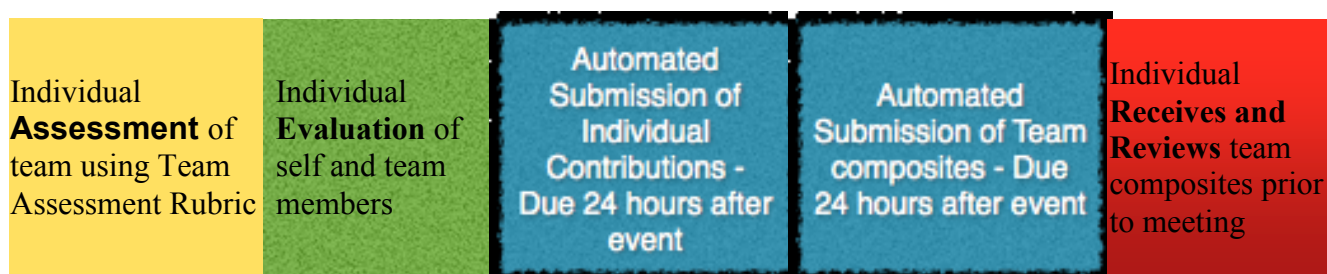 Individual
Assessment of
team using Team
Assessment Rubric
Individual
Evaluation of
self and team
members
Automated
Submission of
Individual
Contributions -
Due 24 hours after
event
Automated
Submission of Team
composites - Due
24 hours after event
Individual
Receives and
Reviews team
composites prior
to meeting